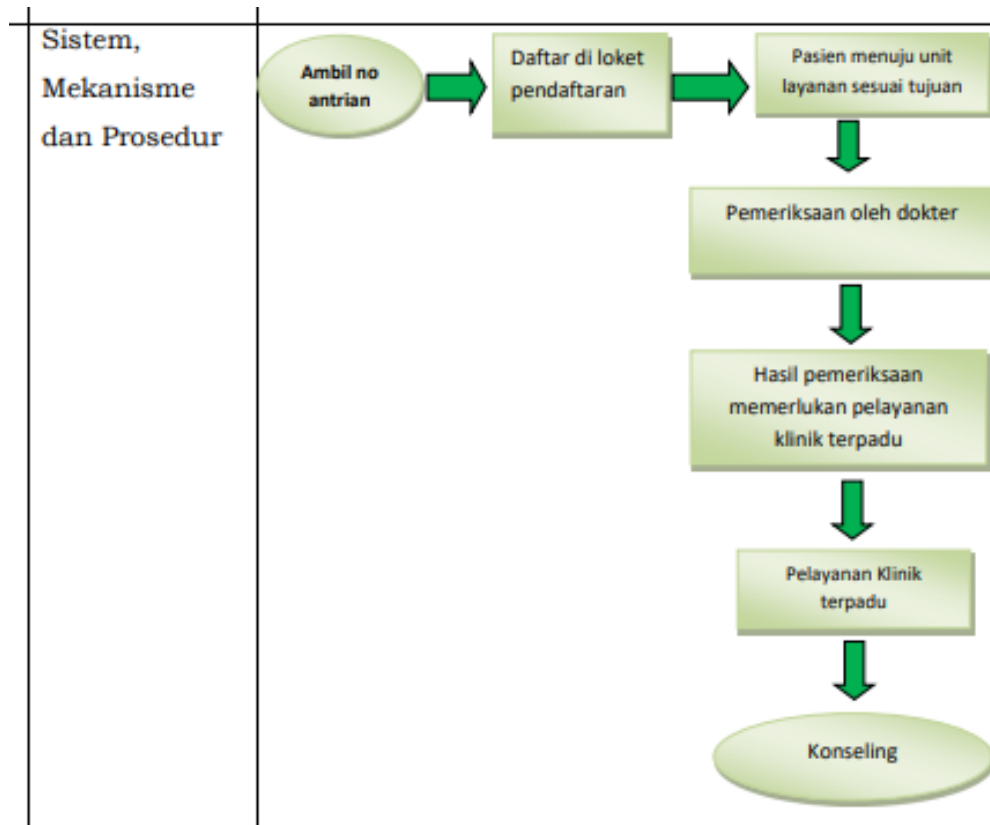 Sistem,
Mekanisme
dan Prosedur
Ambil no
antrian
Daftar di loket
pendaftaran
Pasien menuju unit
layanan sesuai tujuan
Pemeriksaan oleh dokter
Hasil pemeriksaan
memerlukan pelayanan
klinik terpadu
Pelayanan Klinik
terpadu
Konseling